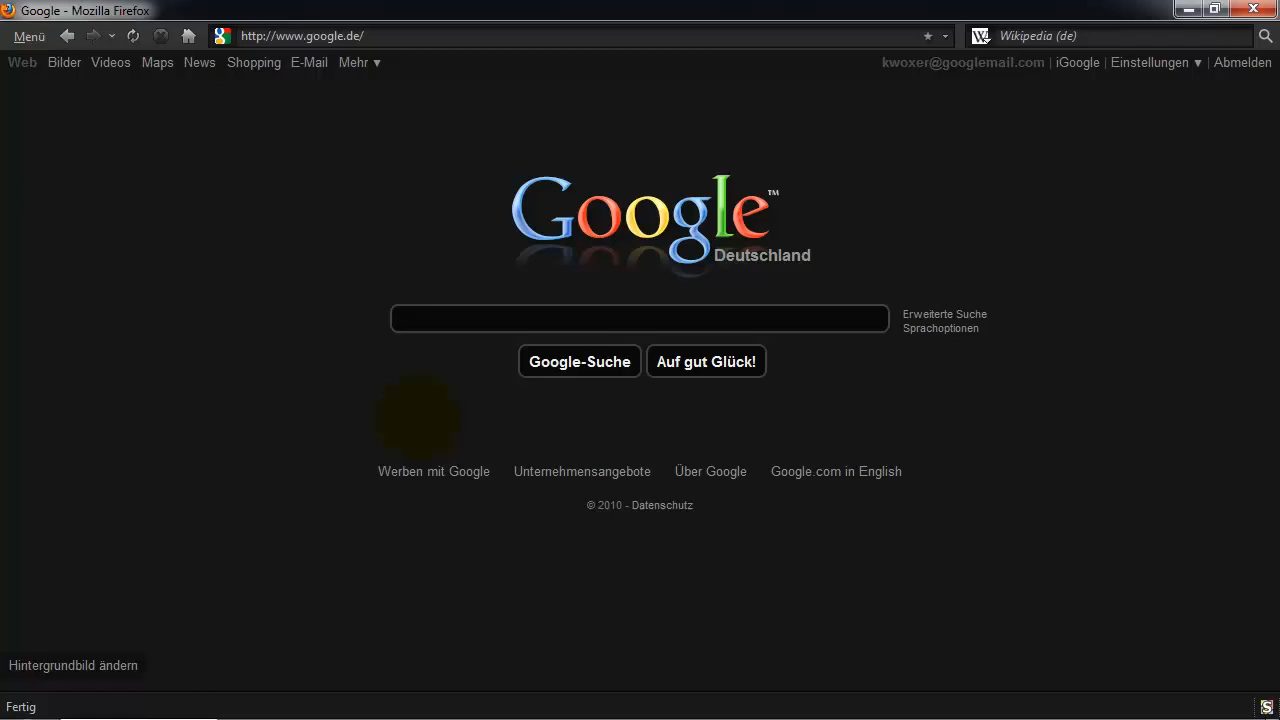 Google - Mozilla Firefox
Menü http://www.google.de/ W Wikipedia (de)
Web Bilder Videos Maps News Shopping E-Mail Mehr ▼ kwoxer@googlemail.com | iGoogle | Einstellungen ▼ | Abmelden
Google™
Deutschland
Erweiterte Suche
Sprachoptionen
Google-Suche Auf gut Glück!
Werben mit Google Unternehmensangebote Über Google Google.com in English
© 2010 - Datenschutz
Hintergrundbild ändern
Fertig S